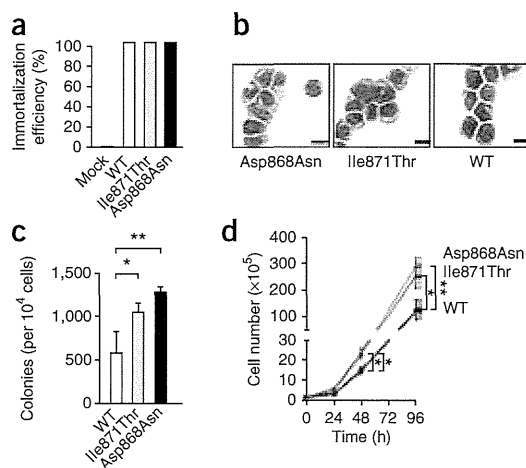 a
Immortalization
efficiency (%)
100
80
60
40
20
0
Mock
WT
Ile871Thr
Asp868Asn
b
Asp868Asn
Ile871Thr
WT
c
Colonies (per 10⁴ cells)
1,500
1,000
500
0
**
*
WT
Ile871Thr
Asp868Asn
d
Cell number (×10⁵)
400
300
200
100
30
20
10
0
Asp868Asn
Ile871Thr
WT
*
**
*
*
0 24 48 72 96
Time (h)